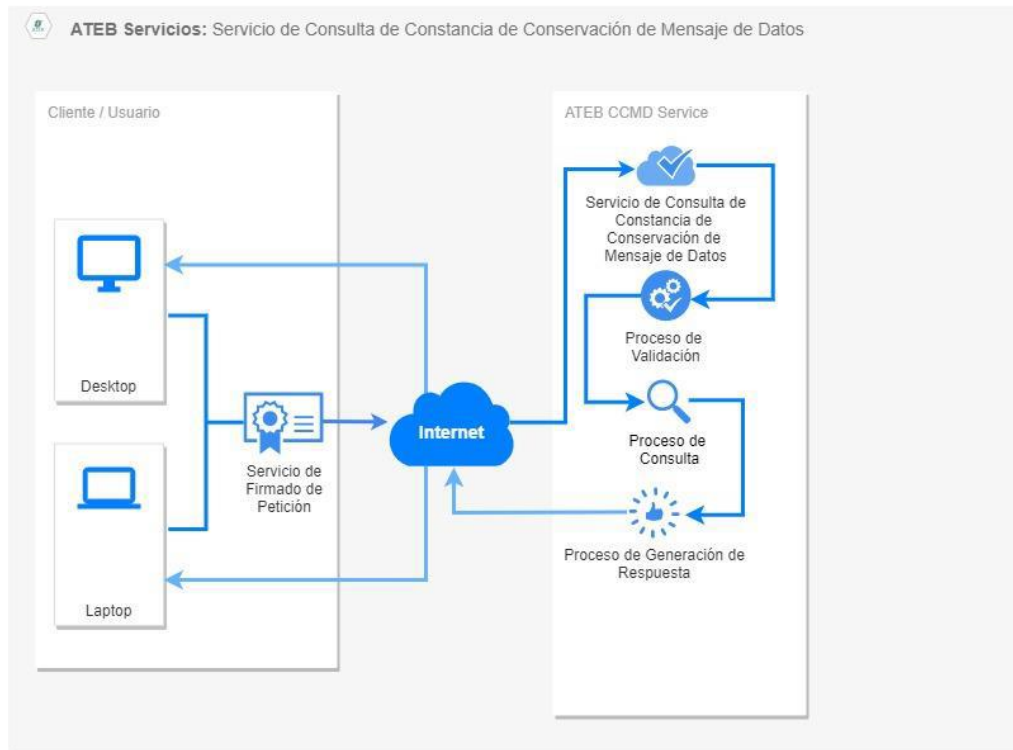 ATEB Servicios: Servicio de Consulta de Constancia de Conservación de Mensaje de Datos
Cliente / Usuario
Desktop
Laptop
Servicio de
Firmado de
Petición
Internet
ATEB CCMD Service
Servicio de Consulta de
Constancia de
Conservación de
Mensaje de Datos
Proceso de
Validación
Proceso de
Consulta
Proceso de Generación de
Respuesta